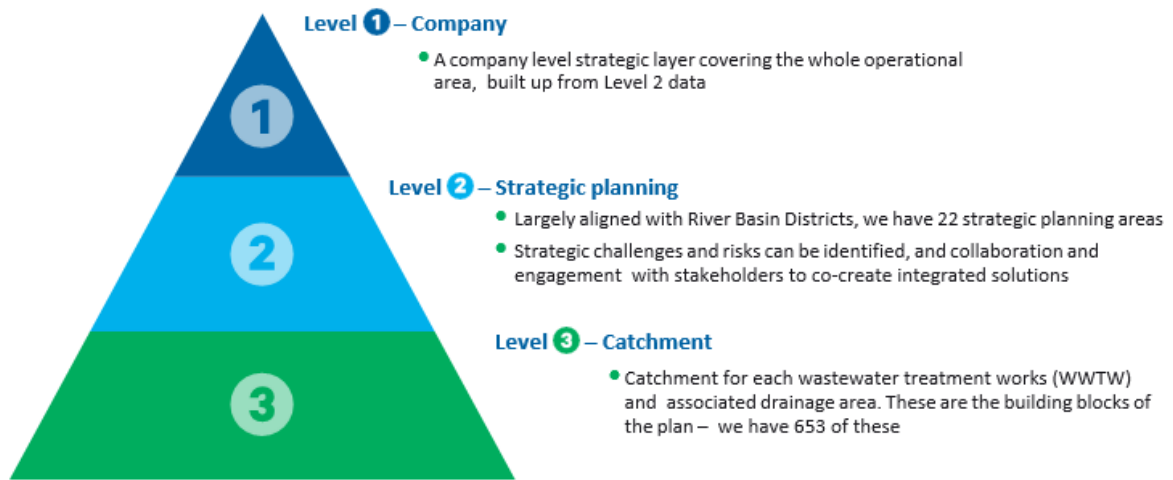 Level 1 – Company
• A company level strategic layer covering the whole operational
area, built up from Level 2 data
1
Level 2 – Strategic planning
• Largely aligned with River Basin Districts, we have 22 strategic planning areas
• Strategic challenges and risks can be identified, and collaboration and
engagement with stakeholders to co-create integrated solutions
2
Level 3 – Catchment
• Catchment for each wastewater treatment works (WWTW)
and associated drainage area. These are the building blocks of
the plan – we have 653 of these
3